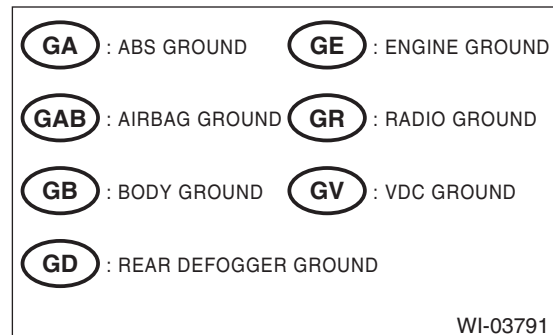 GA : ABS GROUND GE : ENGINE GROUND
GAB : AIRBAG GROUND GR : RADIO GROUND
GB : BODY GROUND GV : VDC GROUND
GD : REAR DEFOGGER GROUND
WI-03791